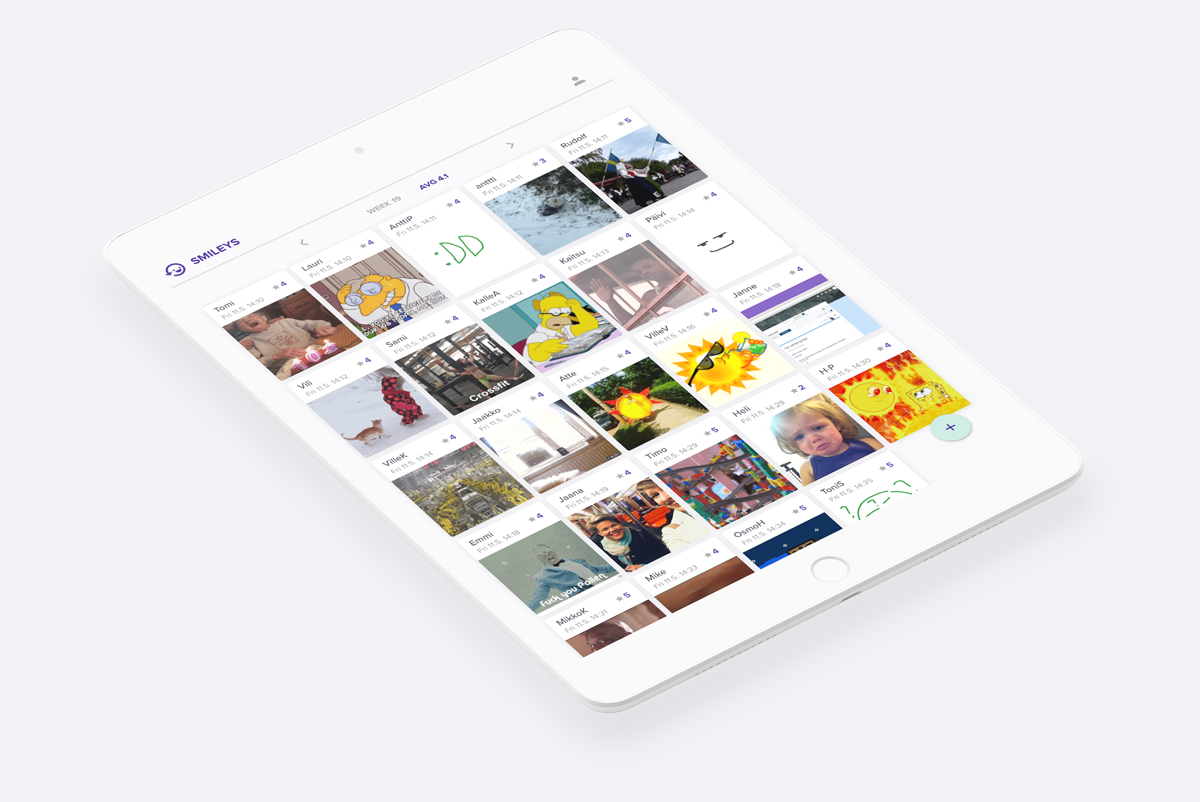 SMILEYS
WEEK 19
AVG 4.1
Tomi
Fri 11.5. 14:10
4
Lauri
Fri 11.5. 14:10
4
AnttiP
Fri 11.5. 14:11
4
:DD
anttti
Fri 11.5. 14:11
3
Rudolf
Fri 11.5. 14:11
5
Vili
Fri 11.5. 14:12
4
Sami
Fri 11.5. 14:12
4
Crossfit
KalleA
Fri 11.5. 14:12
4
Kaitsu
Fri 11.5. 14:13
4
Päivi
Fri 11.5. 14:14
4
VilleK
Fri 11.5. 14:14
4
Jaakko
Fri 11.5. 14:14
4
Atte
Fri 11.5. 14:15
4
VilleV
Fri 11.5. 14:16
4
Janne
Fri 11.5. 14:18
4
Emmi
Fri 11.5. 14:18
4
Fuck you Pollen
Jaana
Fri 11.5. 14:19
4
Timo
Fri 11.5. 14:29
5
Heli
Fri 11.5. 14:29
2
H-P
Fri 11.5. 14:30
4
MikkoK
Fri 11.5. 14:31
5
Mike
Fri 11.5. 14:33
4
OsmoH
Fri 11.5. 14:34
5
ToniS
Fri 11.5. 14:35
5
+